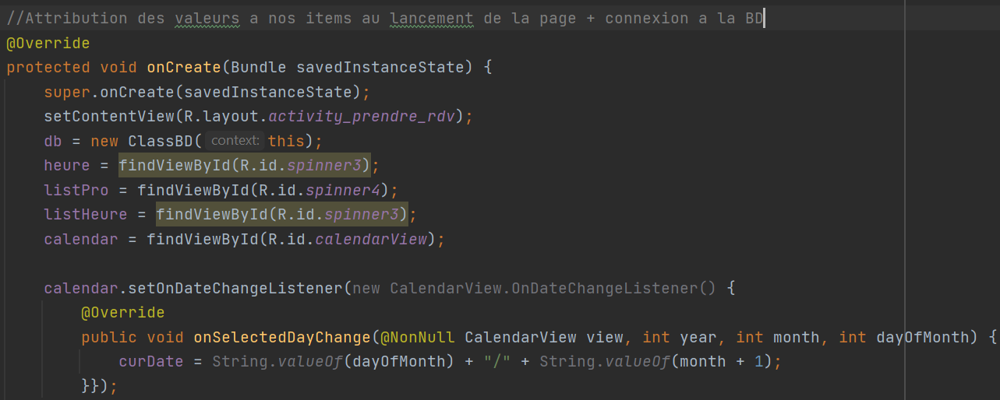 //Attribution des valeurs a nos items au lancement de la page + connexion a la BD
@Override
protected void onCreate(Bundle savedInstanceState) {
super.onCreate(savedInstanceState);
setContentView(R.layout.activity_prendre_rdv);
db = new ClassBD( context: this);
heure = findViewById(R.id.spinner3);
listPro = findViewById(R.id.spinner4);
listHeure = findViewById(R.id.spinner3);
calendar = findViewById(R.id.calendarView);
calendar.setOnDateChangeListener(new CalendarView.OnDateChangeListener() {
@Override
public void onSelectedDayChange(@NonNull CalendarView view, int year, int month, int dayOfMonth) {
curDate = String.valueOf(dayOfMonth) + "/" + String.valueOf(month + 1);
}});